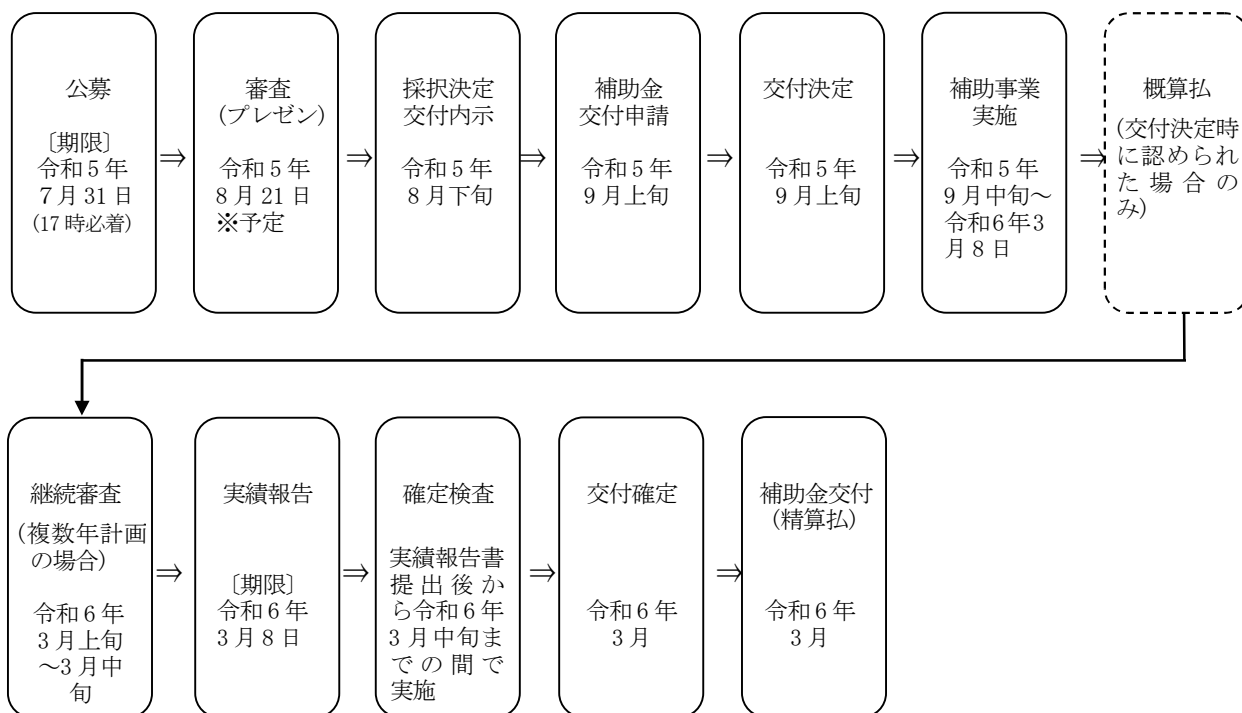 公募
〔期限〕
令和5年
7月31日
(17時必着)
⇒
審査
(プレゼン)
令和5年
8月21日
※予定
⇒
採択決定
交付内示
令和5年
8月下旬
⇒
補助金
交付申請
令和5年
9月上旬
⇒
交付決定
令和5年
9月上旬
⇒
補助事業
実施
令和5年
9月中旬～
令和6年3
月8日
⇒
概算払
(交付決定時
に認められ
た場合の
み)
継続審査
(複数年計画
の場合)
令和6年
3月上旬
～3月中
旬
⇒
実績報告
〔期限〕
令和6年
3月8日
⇒
確定検査
実績報告書
提出後か
ら令和6年
3月中旬ま
での間で
実施
⇒
交付確定
令和6年
3月
⇒
補助金交付
(精算払)
令和6年
3月